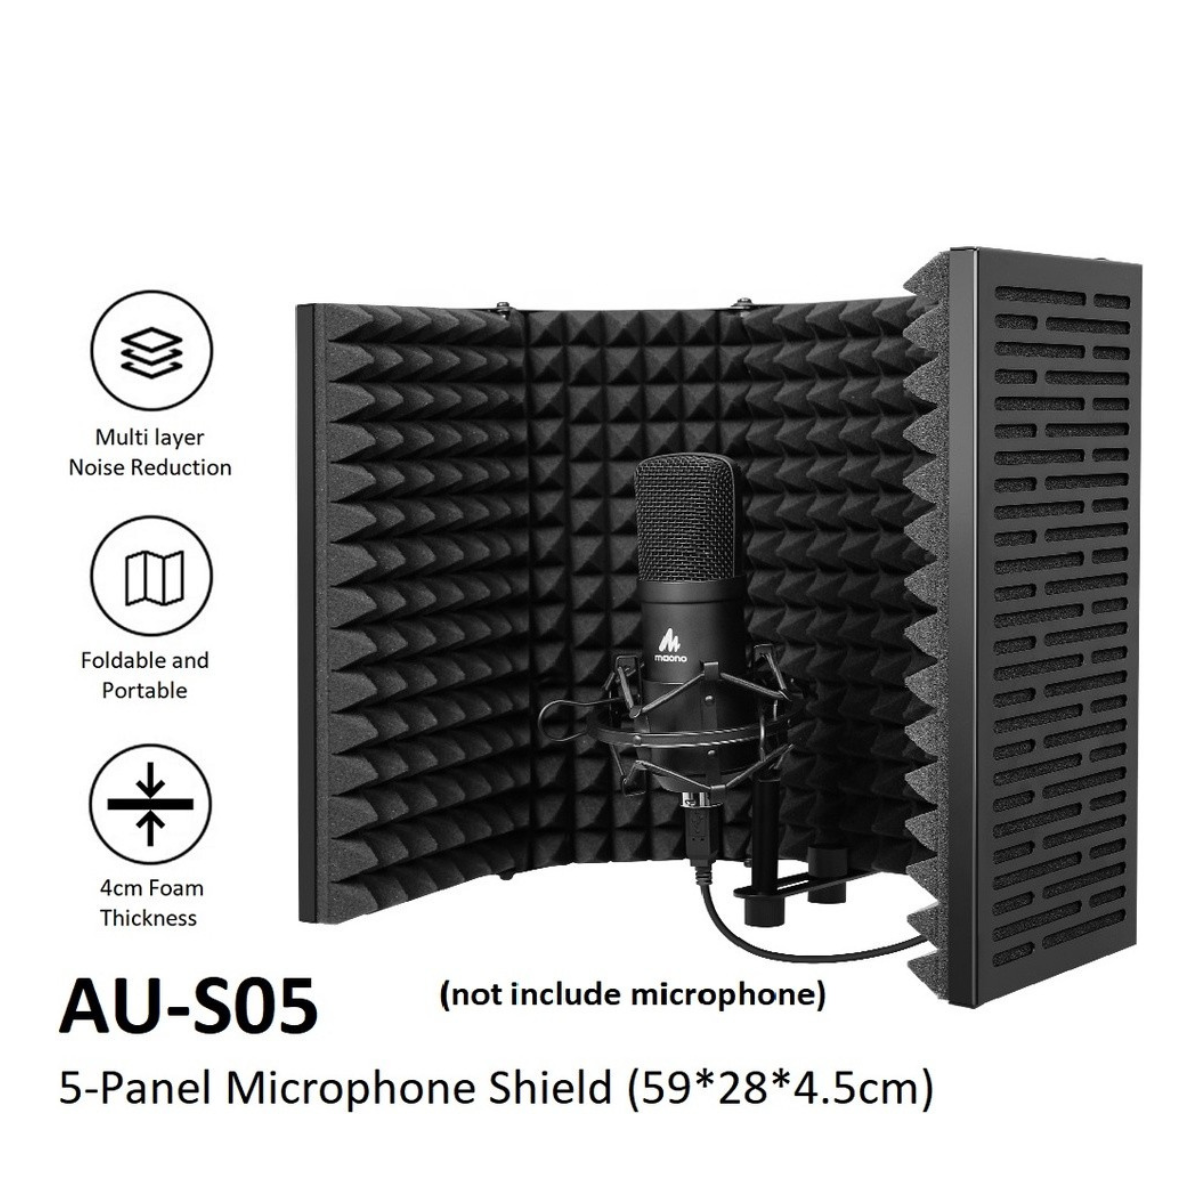 Multi layer
Noise Reduction
Foldable and
Portable
4cm Foam
Thickness
maono
AU-S05
(not include microphone)
5-Panel Microphone Shield (59*28*4.5cm)